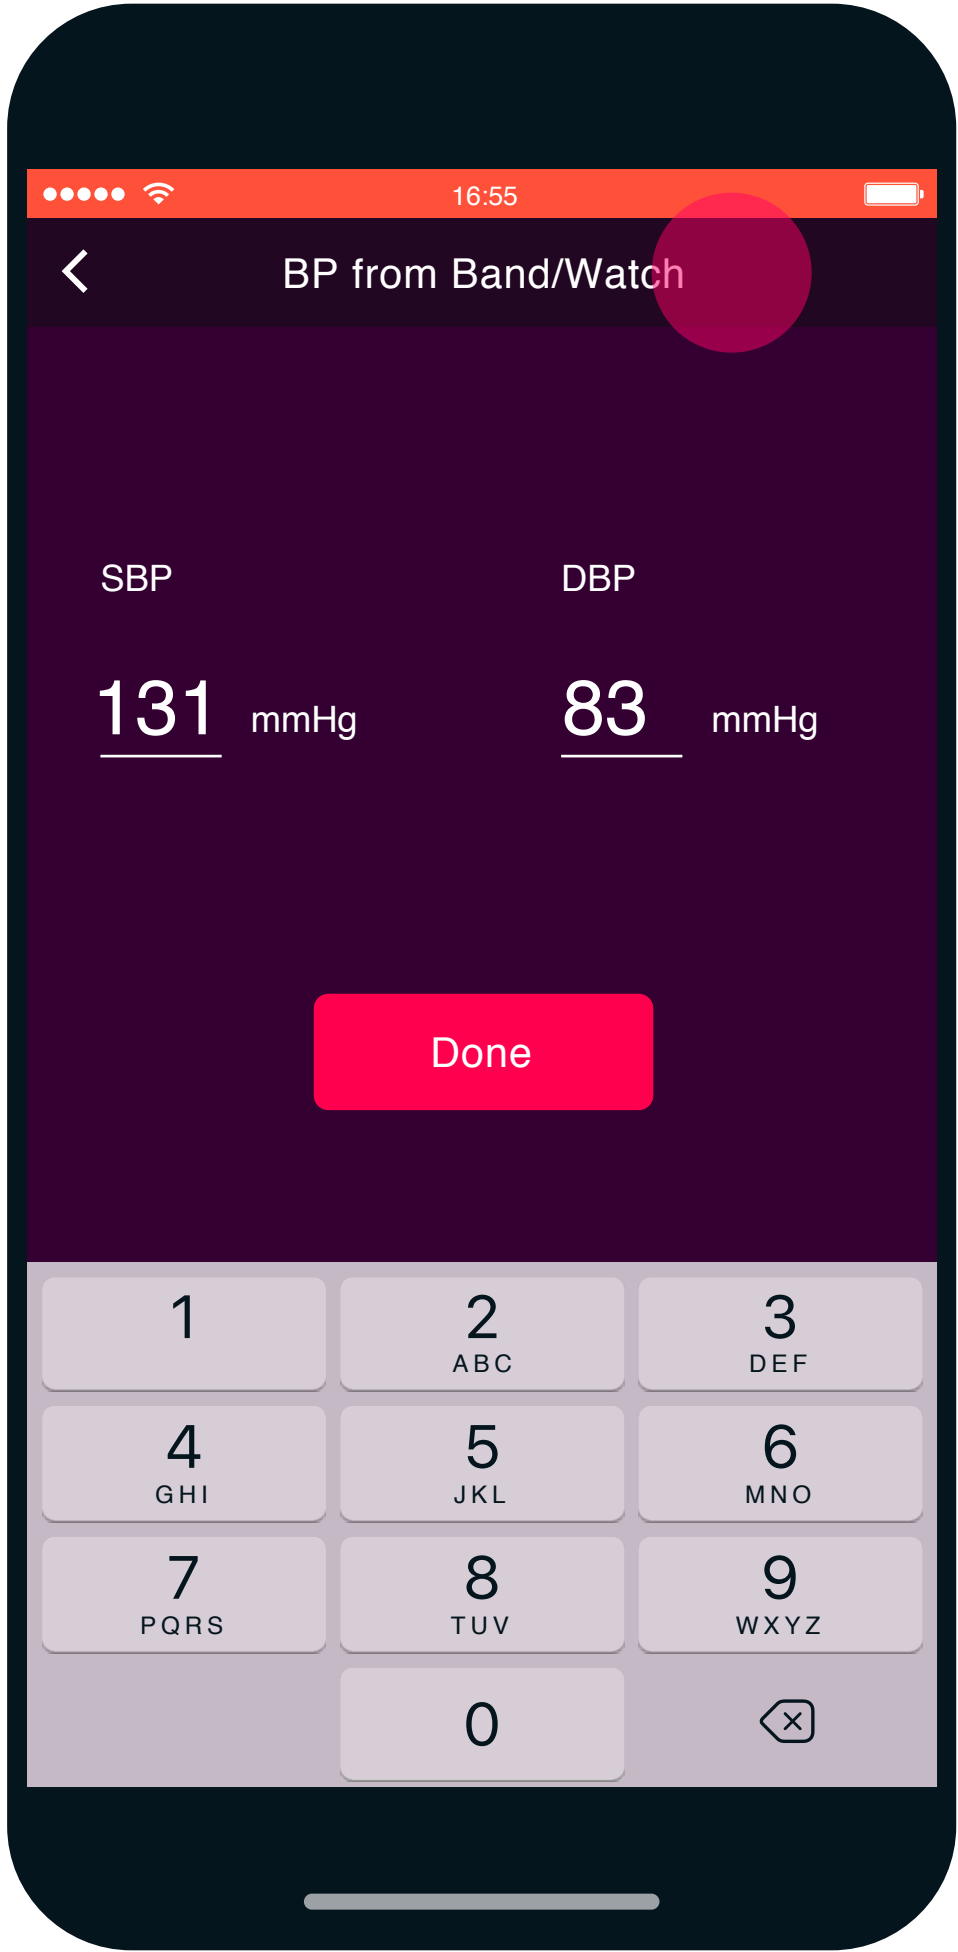 16:55
BP from Band/Watch
SBP DBP
131 mmHg 83 mmHg
Done
1 2 3
ABC DEF
4 5 6
GHI JKL MNO
7 8 9
PQRS TUV WXYZ
0